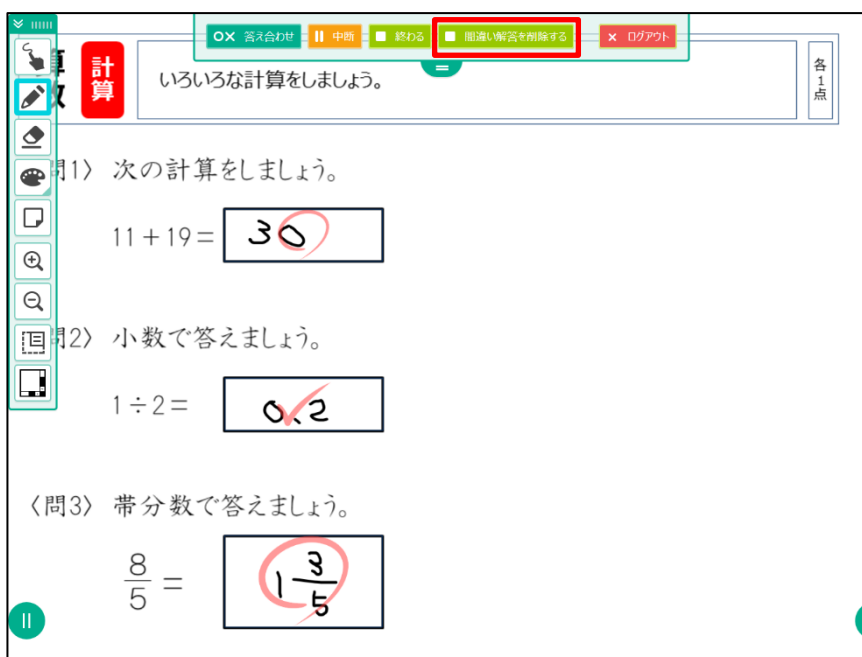 OX 答え合わせ 中断 終わる 間違い解答を削除する × ログアウト
計算 いろいろな計算をしましょう。 各1点
問1〉 次の計算をしましょう。
11+19= 30
問2〉 小数で答えましょう。
1÷2= 0.2
〈問3〉 帯分数で答えましょう。
8/5 = 1 3/5